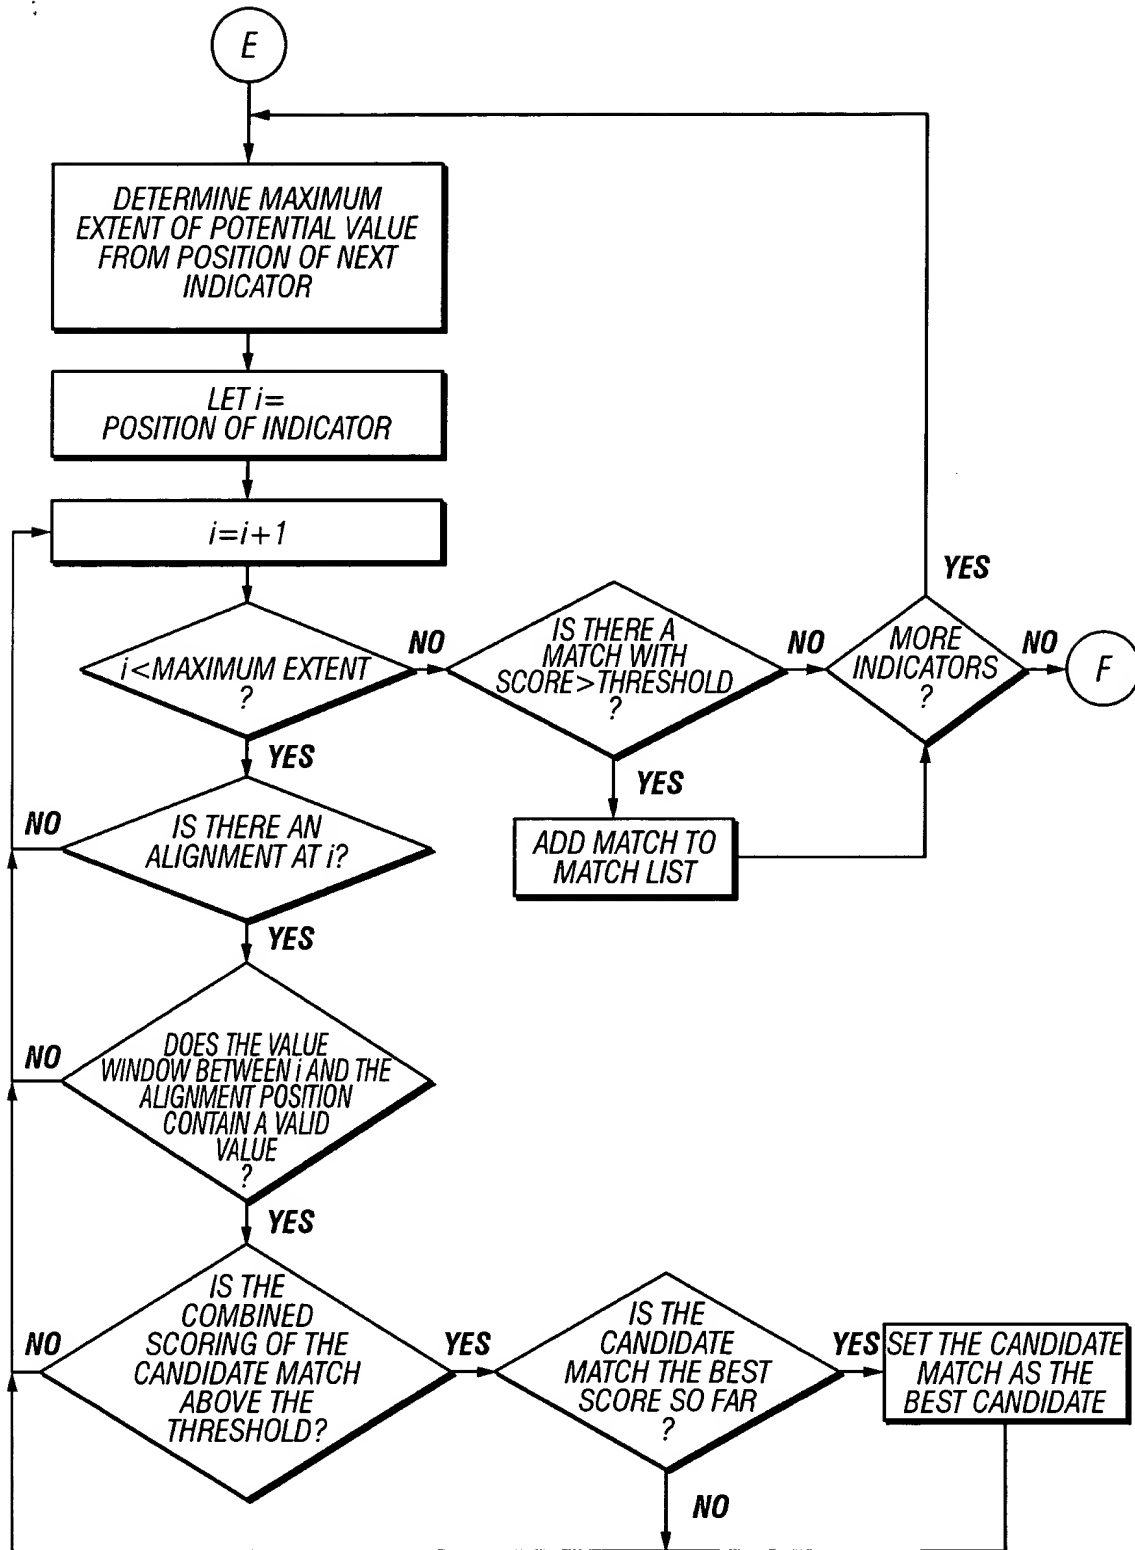 E
DETERMINE MAXIMUM
EXTENT OF POTENTIAL VALUE
FROM POSITION OF NEXT
INDICATOR
LET i=
POSITION OF INDICATOR
i=i+1
i<MAXIMUM EXTENT
?
NO
YES
IS THERE A
MATCH WITH
SCORE>THRESHOLD
?
NO
YES
ADD MATCH TO
MATCH LIST
MORE
INDICATORS
?
YES
NO
F
IS THERE AN
ALIGNMENT AT i?
NO
YES
DOES THE VALUE
WINDOW BETWEEN i AND THE
ALIGNMENT POSITION
CONTAIN A VALID
VALUE
?
NO
YES
IS THE
COMBINED
SCORING OF THE
CANDIDATE MATCH
ABOVE THE
THRESHOLD?
NO
YES
IS THE
CANDIDATE
MATCH THE BEST
SCORE SO FAR
?
YES
NO
SET THE CANDIDATE
MATCH AS THE
BEST CANDIDATE